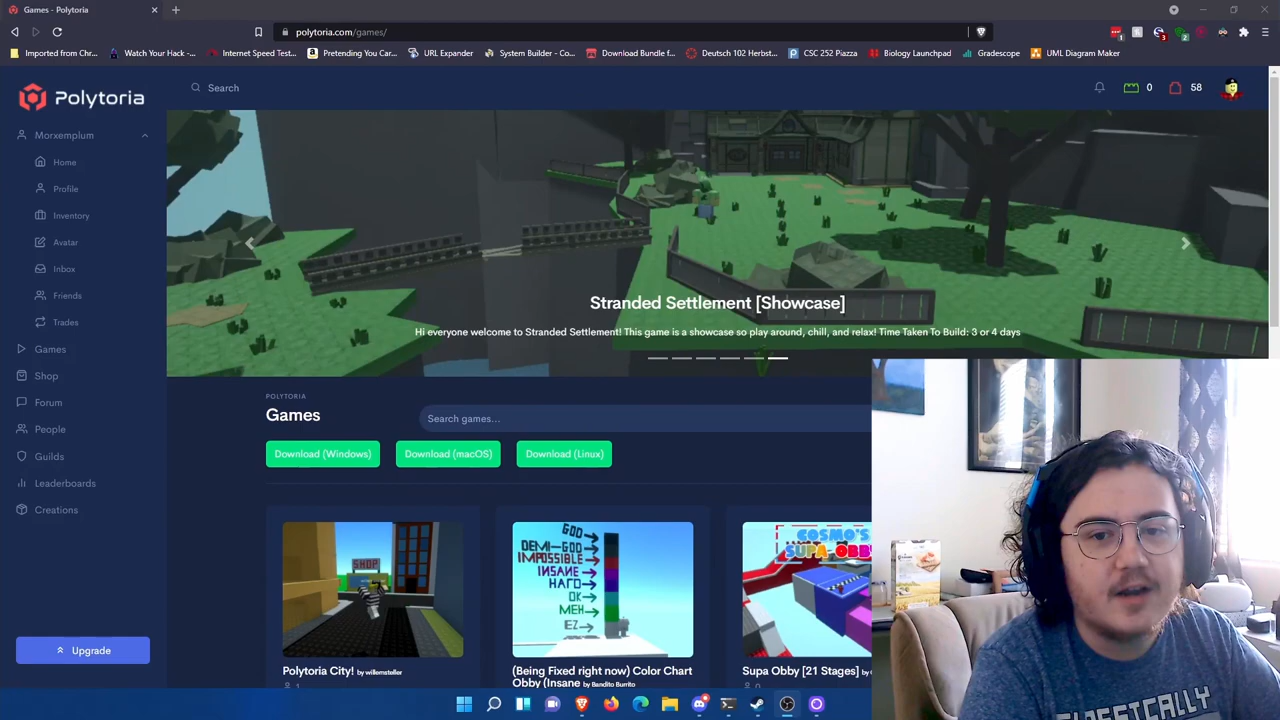 Games - Polytoria
polytoria.com/games/
Imported from Chr...
Watch Your Hack -...
Internet Speed Test...
Pretending You Car...
URL Expander
System Builder - Co...
Download Bundle f...
Deutsch 102 Herbst...
CSC 252 Piazza
Biology Launchpad
Gradescope
UML Diagram Maker
Polytoria
Search
0
58
Morxemplum
Home
Profile
Inventory
Avatar
Inbox
Friends
Trades
Games
Shop
Forum
People
Guilds
Leaderboards
Creations
Upgrade
Stranded Settlement [Showcase]
Hi everyone welcome to Stranded Settlement! This game is a showcase so play around, chill, and relax! Time Taken To Build: 3 or 4 days
POLYTORIA
Games
Search games...
Download (Windows)
Download (macOS)
Download (Linux)
SHOP
Polytoria City! by willemsteller
1
GOD
DEMI-GOD
IMPOSSIBLE
INSANE
HARD
OK
MEH
EZ
(Being Fixed right now) Color Chart
Obby (Insane by Bandito Burrito
COSMO'S
SUPA-OBBY
Supa Obby [21 Stages]
0